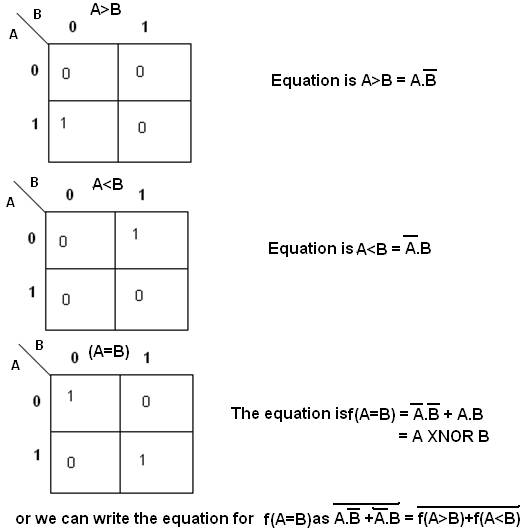 B A>B
A 0 1
0 0 0
1 1 0
Equation is A>B = A.B̅
B A<B
A 0 1
0 0 1
1 0 0
Equation is A<B = A̅.B
B (A=B)
A 0 1
0 1 0
1 0 1
The equation isf(A=B) = A̅.B̅ + A.B
= A XNOR B
or we can write the equation for f(A=B)as \overline{A.B̅ +A̅.B} = \overline{f(A>B)+f(A<B)}